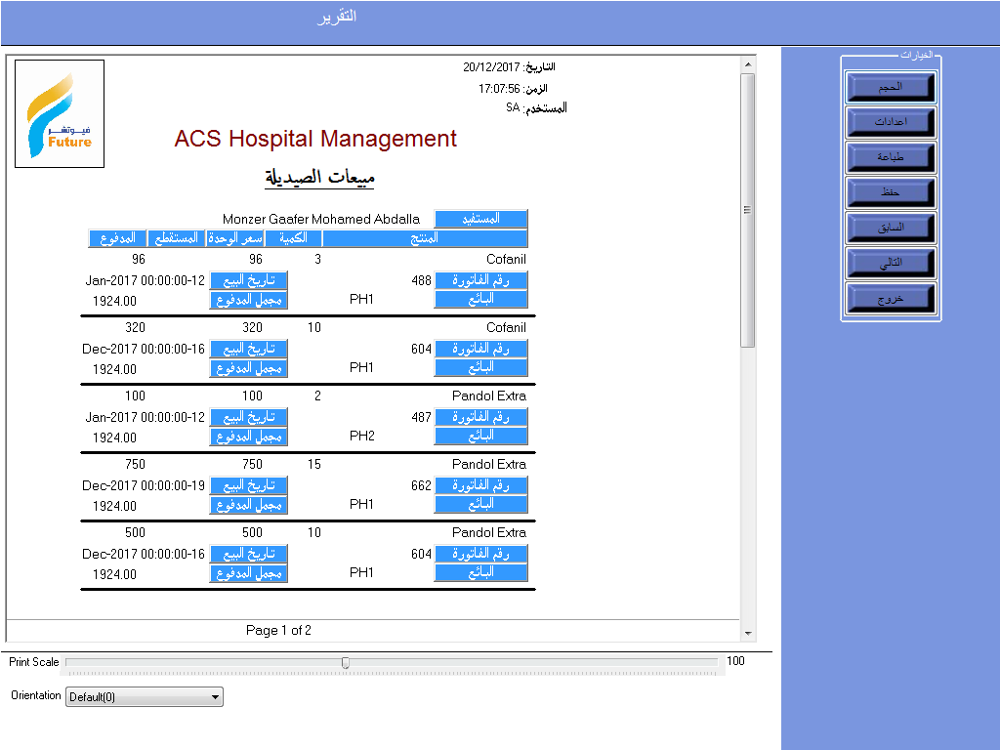 التقرير
فيوتشر
Future
التاريخ: 20/12/2017
الزمن: 17:07:56
المستخدم: SA
ACS Hospital Management
مبيعات الصيدلية
المستفيد Monzer Gaafer Mohamed Abdalla
المنتج الكمية سعر الوحدة المستقطع المدفوع
Cofanil 3 96 96
رقم الفاتورة 488 تاريخ البيع 12-Jan-2017 00:00:00
البائع PH1 مجمل المدفوع 1924.00
Cofanil 10 320 320
رقم الفاتورة 604 تاريخ البيع 16-Dec-2017 00:00:00
البائع PH1 مجمل المدفوع 1924.00
Pandol Extra 2 100 100
رقم الفاتورة 487 تاريخ البيع 12-Jan-2017 00:00:00
البائع PH2 مجمل المدفوع 1924.00
Pandol Extra 15 750 750
رقم الفاتورة 662 تاريخ البيع 19-Dec-2017 00:00:00
البائع PH1 مجمل المدفوع 1924.00
Pandol Extra 10 500 500
رقم الفاتورة 604 تاريخ البيع 16-Dec-2017 00:00:00
البائع PH1 مجمل المدفوع 1924.00
Page 1 of 2
Print Scale 100
Orientation Default(0)
الخيارات
الحجم
اعدادات
طباعة
حفظ
السابق
التالي
خروج